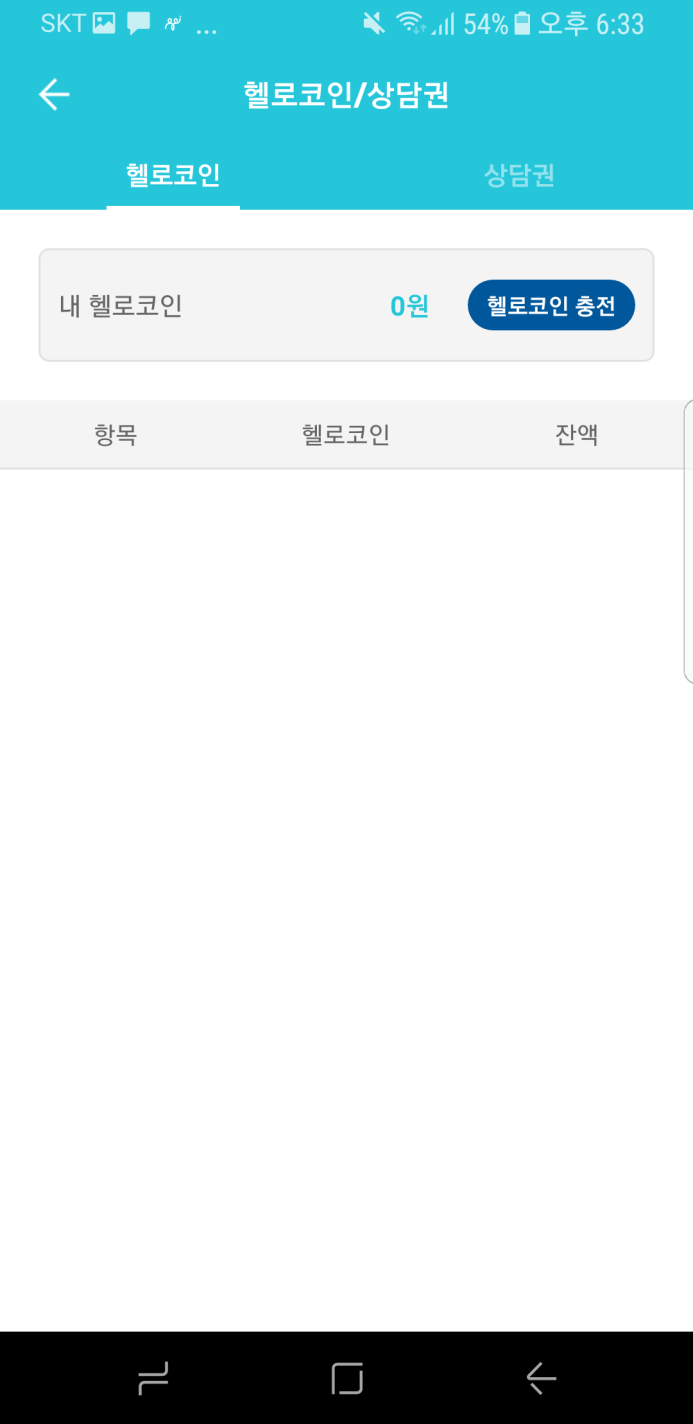 SKT ... 54% 오후 6:33
헬로코인/상담권
헬로코인 상담권
내 헬로코인 0원 헬로코인 충전
항목 헬로코인 잔액